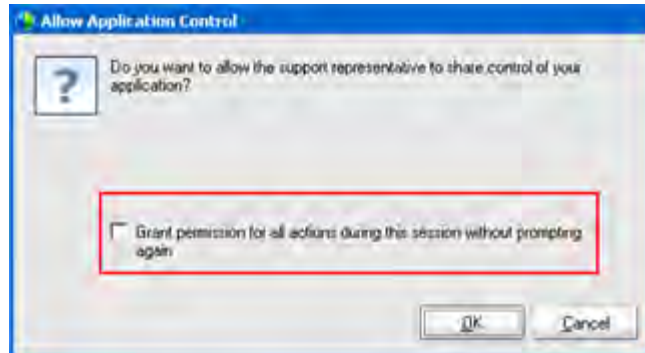 Allow Application Control
Do you want to allow the support representative to share control of your
application?
Grant permission for all actions during this session without prompting
again
OK
Cancel